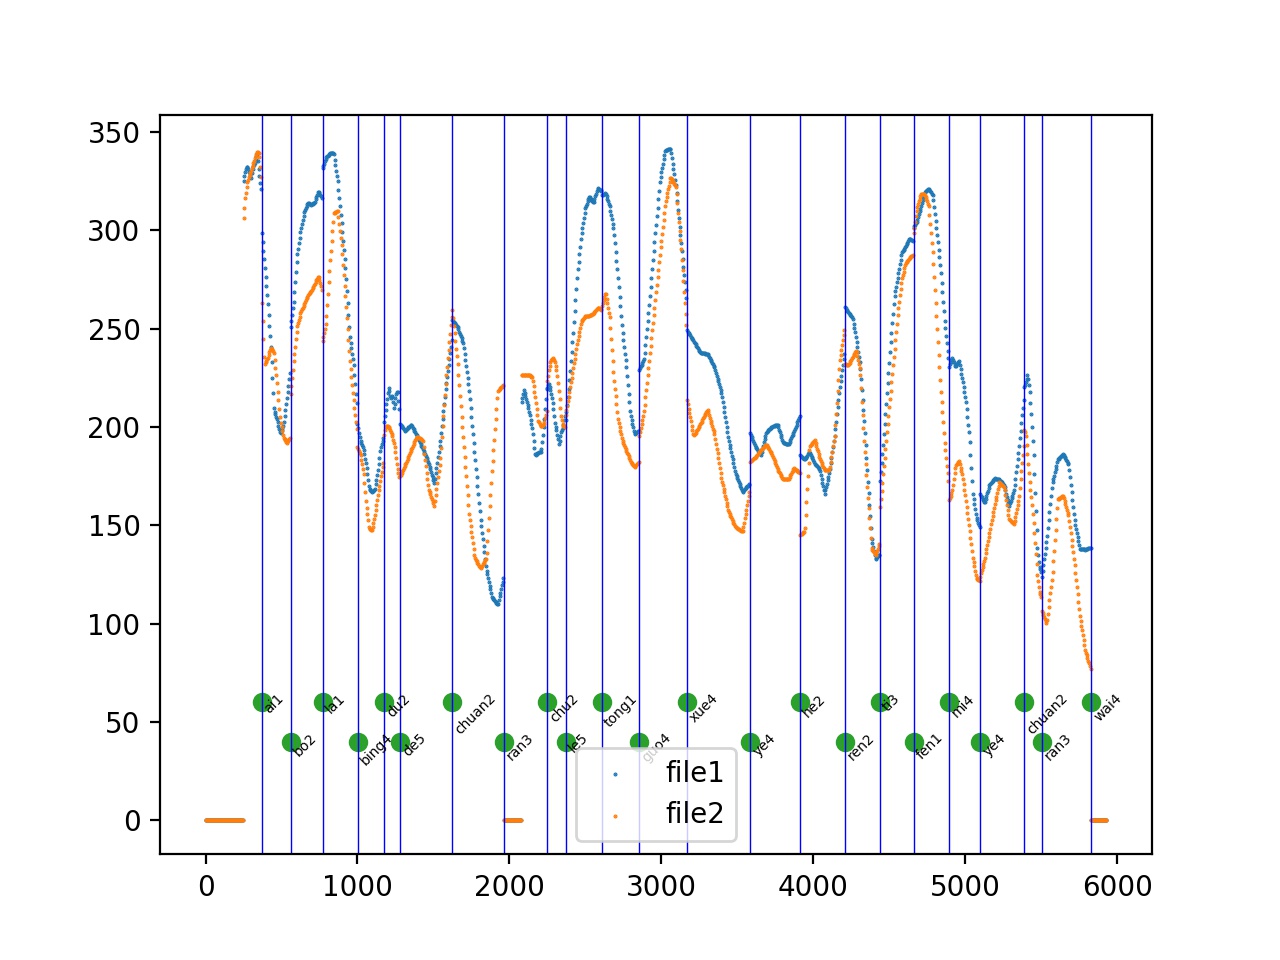 350
300
250
200
150
100
50
0
ai1
bo2
la1
bing4
du2
de5
chuan2
ran3
chu2
le5
tong1
guo4
xue4
ye4
he2
ren2
ti3
fen1
mi4
ye4
chuan2
ran3
wai4
file1
file2
0
1000
2000
3000
4000
5000
6000